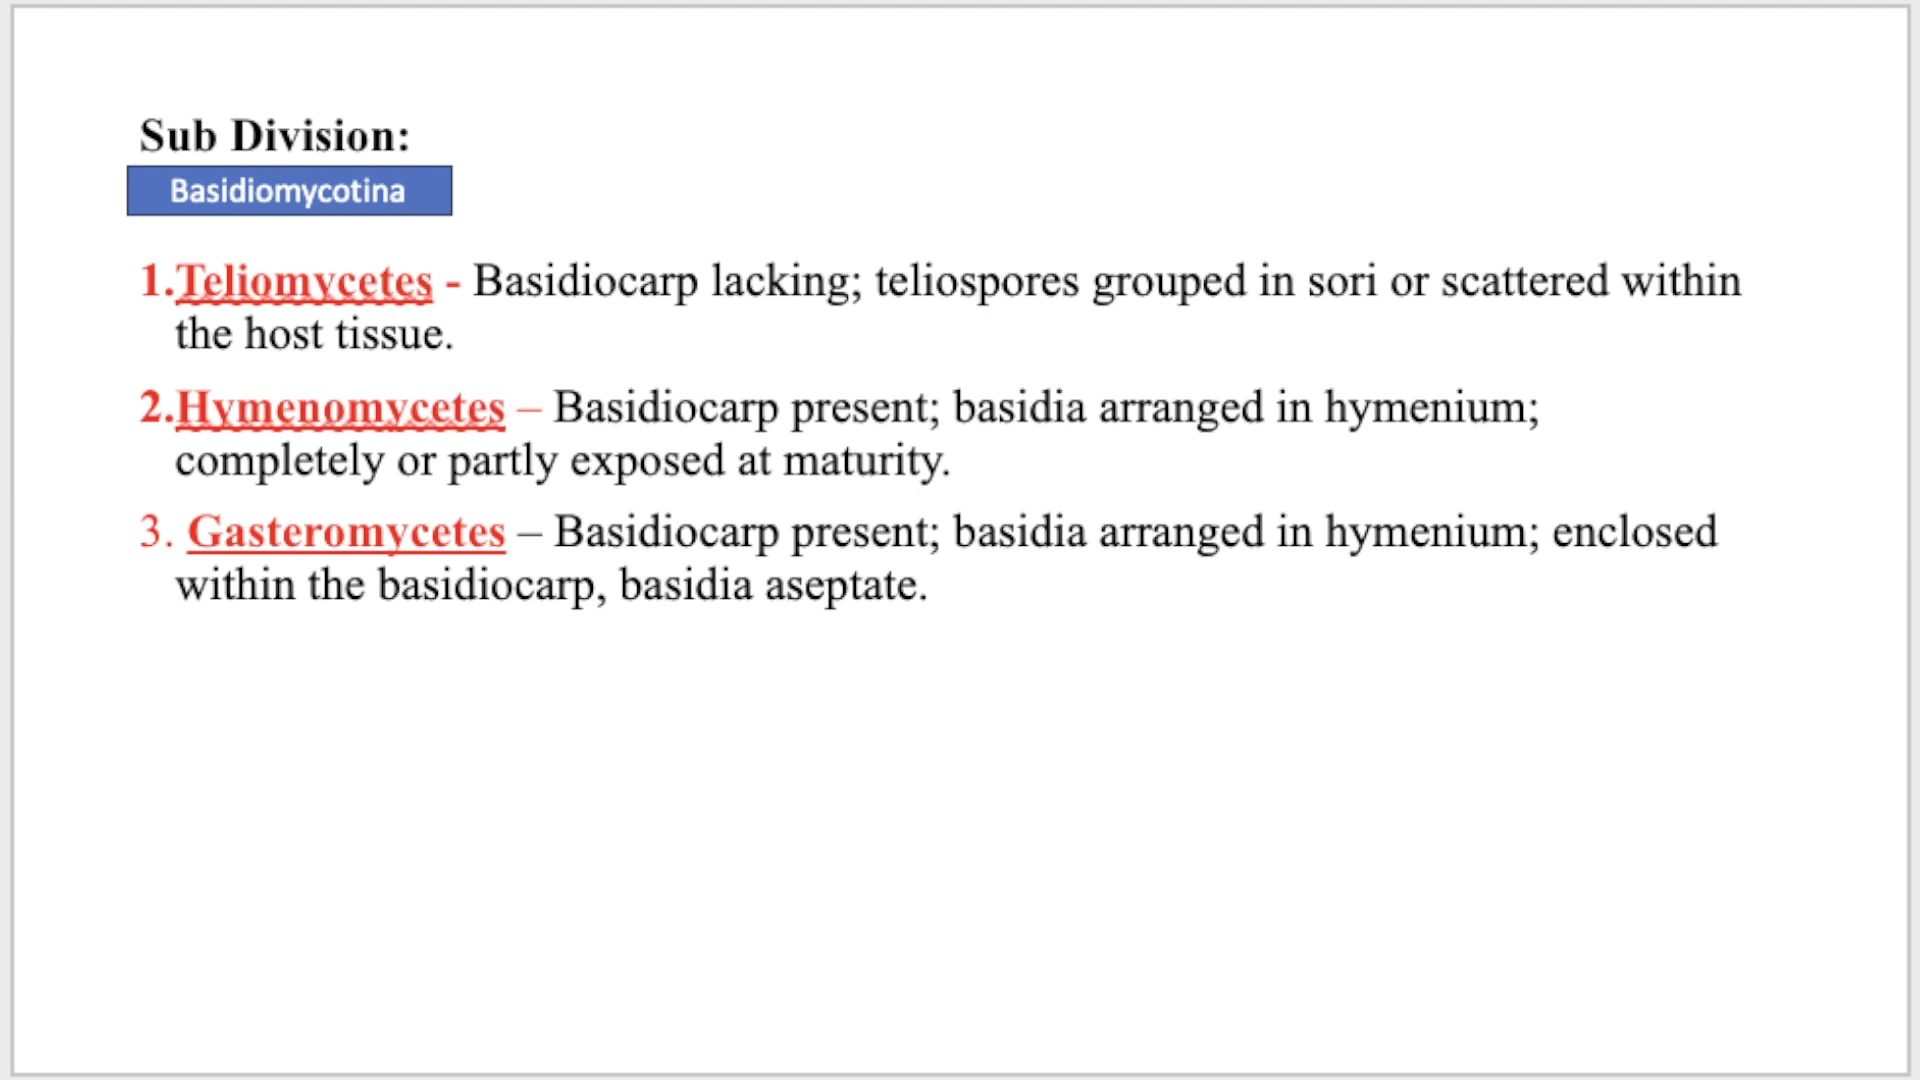 Sub Division:
Basidiomycotina
1.Teliomycetes - Basidiocarp lacking; teliospores grouped in sori or scattered within
the host tissue.
2.Hymenomycetes – Basidiocarp present; basidia arranged in hymenium;
completely or partly exposed at maturity.
3. Gasteromycetes – Basidiocarp present; basidia arranged in hymenium; enclosed
within the basidiocarp, basidia aseptate.